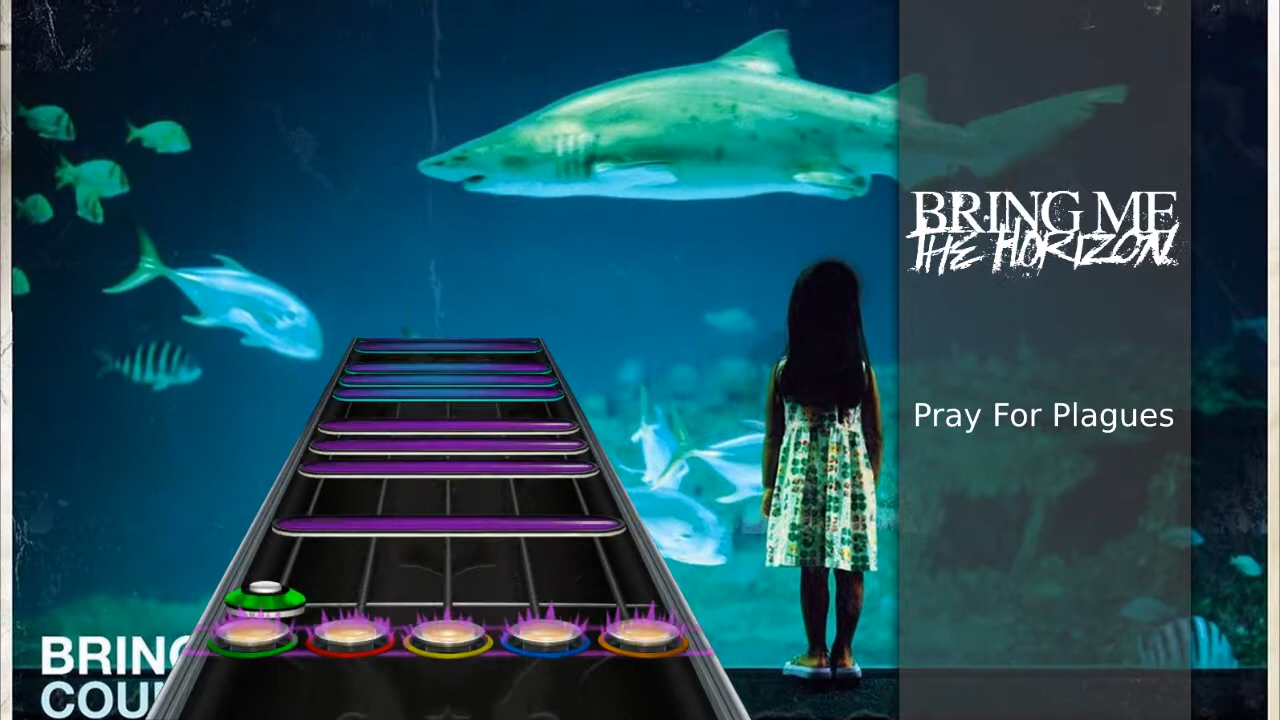 BRING ME
THE HORIZON
Pray For Plagues
BRING
COU